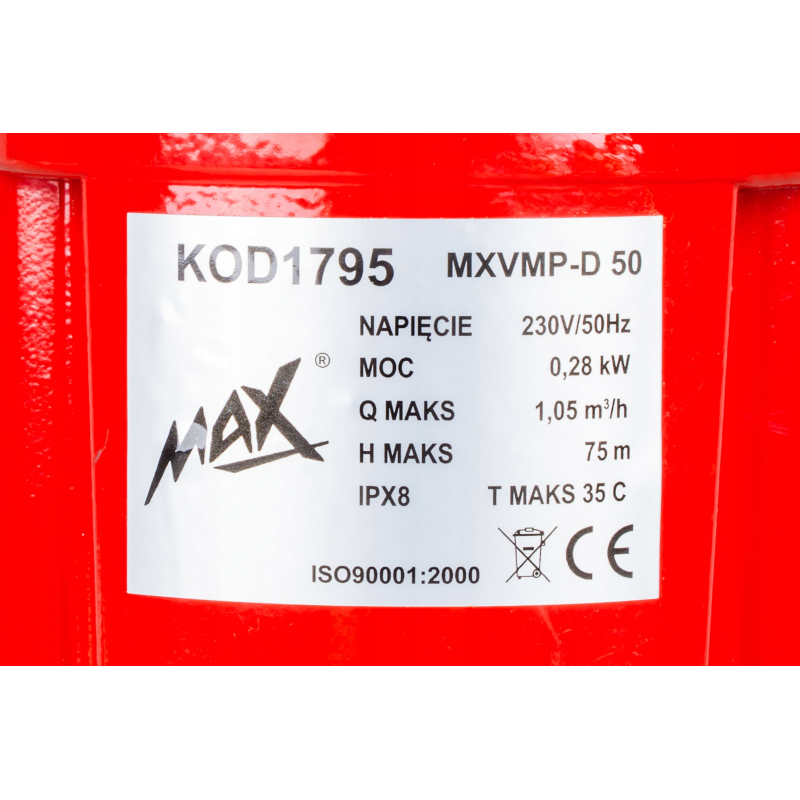 KOD1795 MXVMP-D 50
NAPIĘCIE 230V/50Hz
MOC 0,28 kW
Q MAKS 1,05 m³/h
H MAKS 75 m
IPX8 T MAKS 35 C
MAX ®
ISO90001:2000 CE